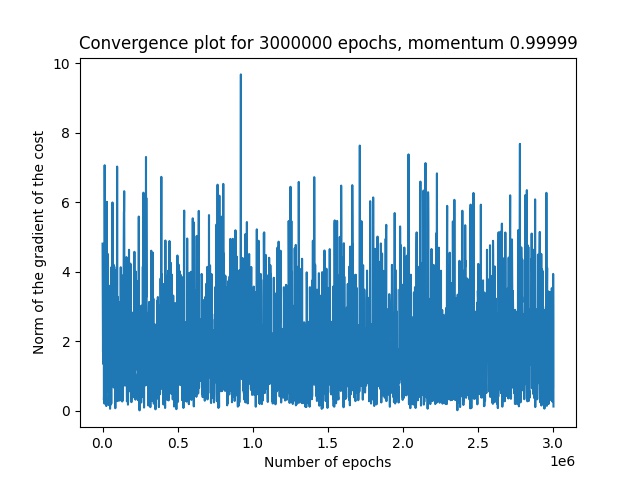 Convergence plot for 3000000 epochs, momentum 0.99999
10
8
6
4
2
0
Norm of the gradient of the cost
0.0 0.5 1.0 1.5 2.0 2.5 3.0
1e6
Number of epochs